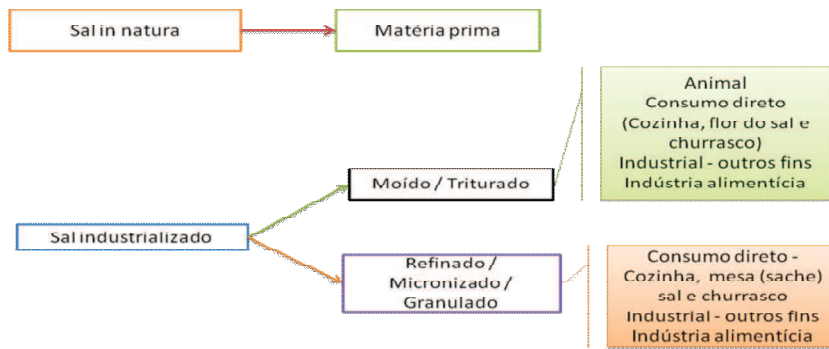 Sal in natura
Matéria prima
Animal
Consumo direto
(Cozinha, flor do sal e
churrasco)
Industrial - outros fins
Indústria alimentícia
Moído / Triturado
Sal industrializado
Refinado /
Micronizado /
Granulado
Consumo direto -
Cozinha, mesa (sache)
sal e churrasco
Industrial - outros fins
Indústria alimentícia